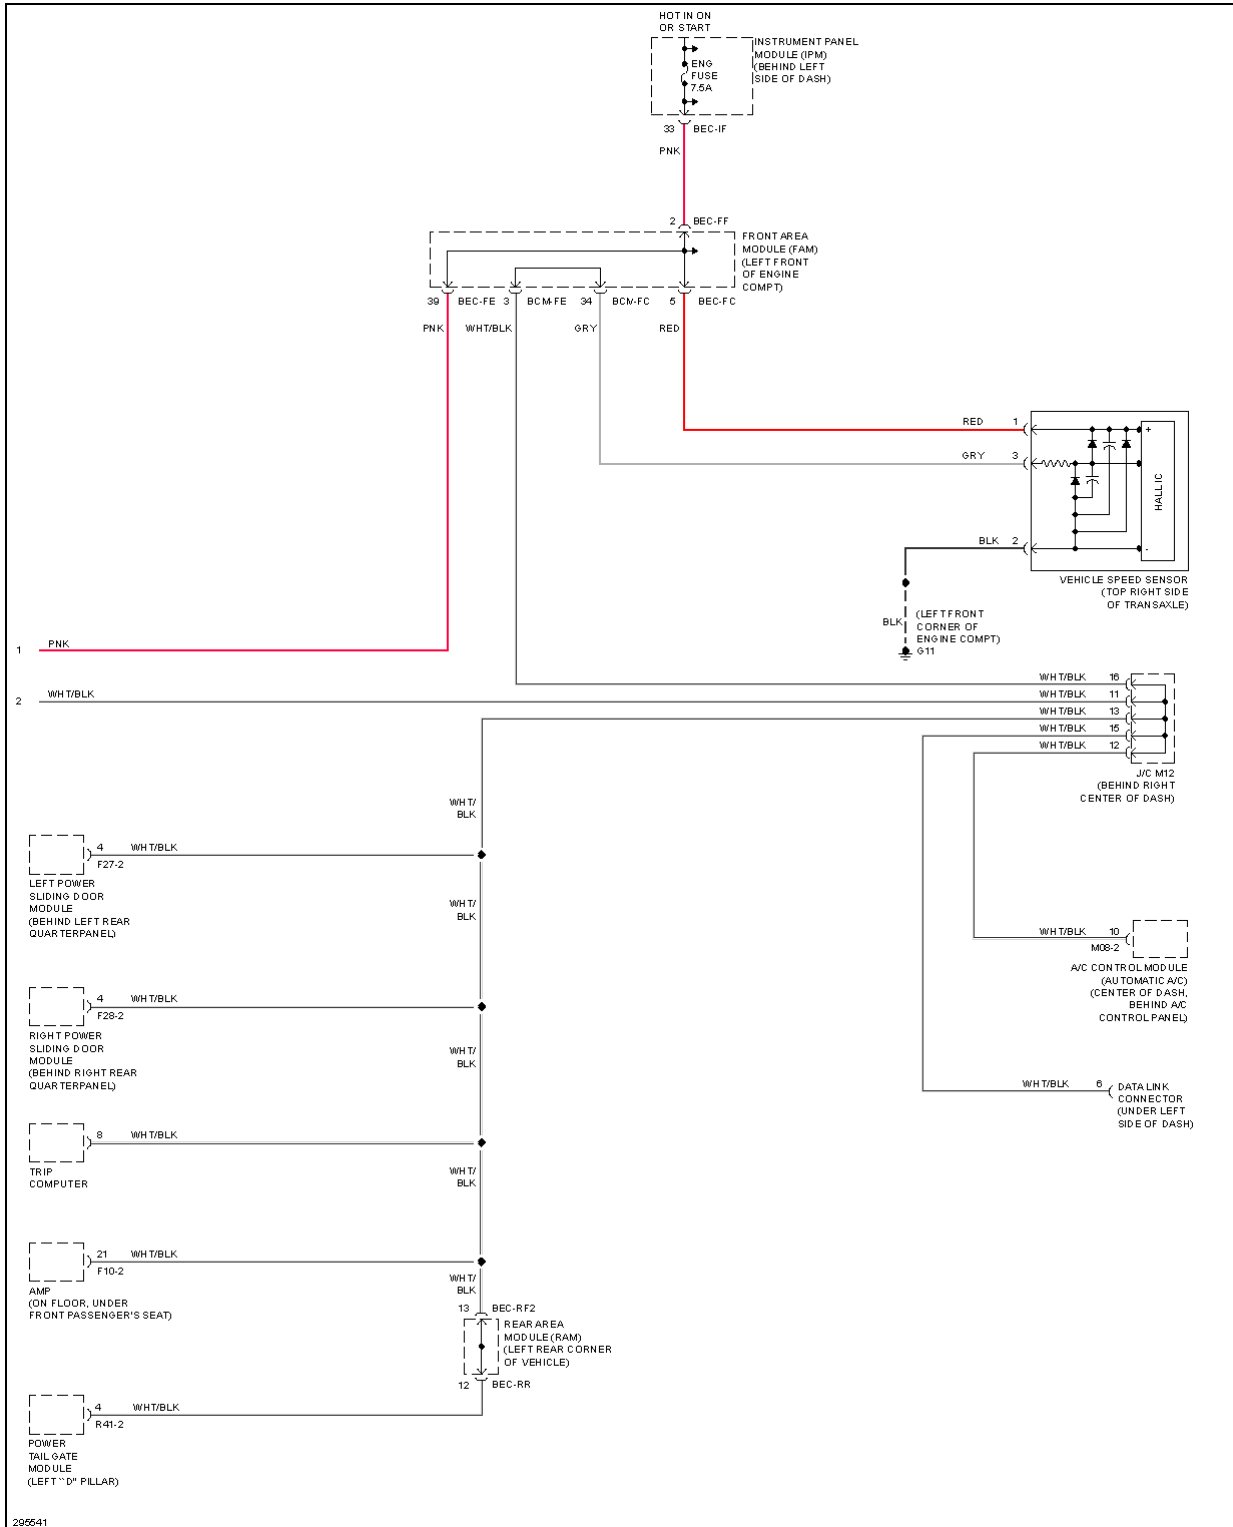 HOT IN ON
OR START
INSTRUMENT PANEL
MODULE (IPM)
(BEHIND LEFT
SIDE OF DASH)
ENG
FUSE
7.5A
33 BEC-IF
PNK
2 BEC-FF
FRONT AREA
MODULE (FAM)
(LEFT FRONT
OF ENGINE
COMPT)
39 BEC-FE 3 BCM-FE 34 BCM-FC 5 BEC-FC
PNK WHT/BLK GRY RED
RED 1
+
GRY 3
HALL IC
BLK 2
-
VEHICLE SPEED SENSOR
(TOP RIGHT SIDE
OF TRANSAXLE)
BLK
(LEFT FRONT
CORNER OF
ENGINE COMPT)
G11
1 PNK
2 WHT/BLK
WHT/BLK 16
WHT/BLK 11
WHT/BLK 13
WHT/BLK 15
WHT/BLK 12
J/C M12
(BEHIND RIGHT
CENTER OF DASH)
WHT/
BLK
4 WHT/BLK
F27-2
LEFT POWER
SLIDING DOOR
MODULE
(BEHIND LEFT REAR
QUARTERPANEL)
WHT/
BLK
WHT/BLK 10
M08-2
A/C CONTROL MODULE
(AUTOMATIC A/C)
(CENTER OF DASH,
BEHIND A/C
CONTROL PANEL)
4 WHT/BLK
F28-2
RIGHT POWER
SLIDING DOOR
MODULE
(BEHIND RIGHT REAR
QUARTERPANEL)
WHT/
BLK
WHT/BLK 6
DATA LINK
CONNECTOR
(UNDER LEFT
SIDE OF DASH)
8 WHT/BLK
TRIP
COMPUTER
WHT/
BLK
21 WHT/BLK
F10-2
AMP
(ON FLOOR, UNDER
FRONT PASSENGER'S SEAT)
WHT/
BLK
13 BEC-RF2
REAR AREA
MODULE (RAM)
(LEFT REAR CORNER
OF VEHICLE)
12 BEC-RR
4 WHT/BLK
R41-2
POWER
TAILGATE
MODULE
(LEFT ``D" PILLAR)
295541